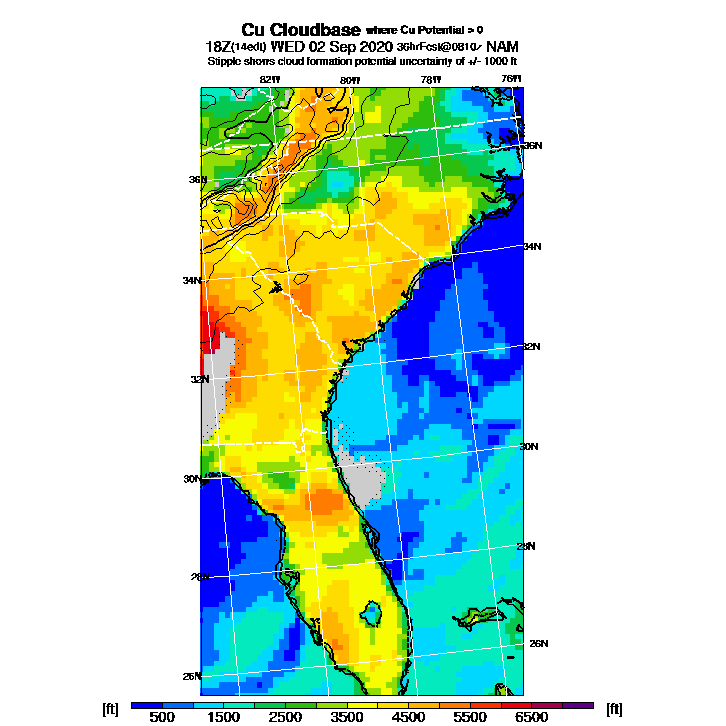 Cu Cloudbase where Cu Potential > 0
18Z(14edt) WED 02 Sep 2020 36hrFcst@0810z NAM
Stipple shows cloud formation potential uncertainty of +/- 1000 ft
82W 80W 78W 76W
36N
36N
34N
34N
32N
32N
30N
30N
28N
28N
26N
26N
[ft] [ft]
500 1500 2500 3500 4500 5500 6500